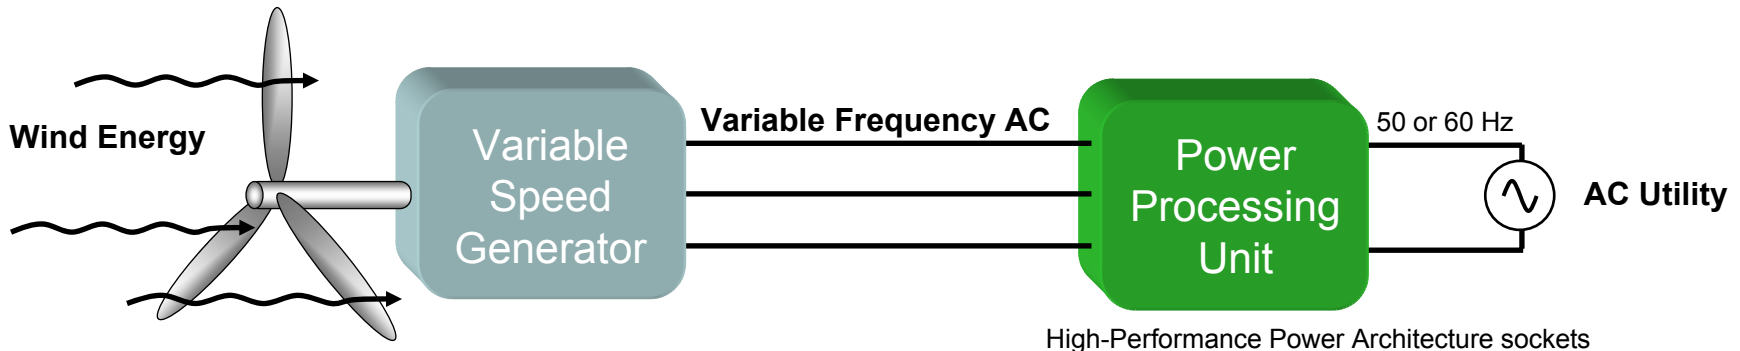 Wind Energy
Variable
Speed
Generator
Variable Frequency AC
Power
Processing
Unit
50 or 60 Hz
AC Utility
High-Performance Power Architecture sockets